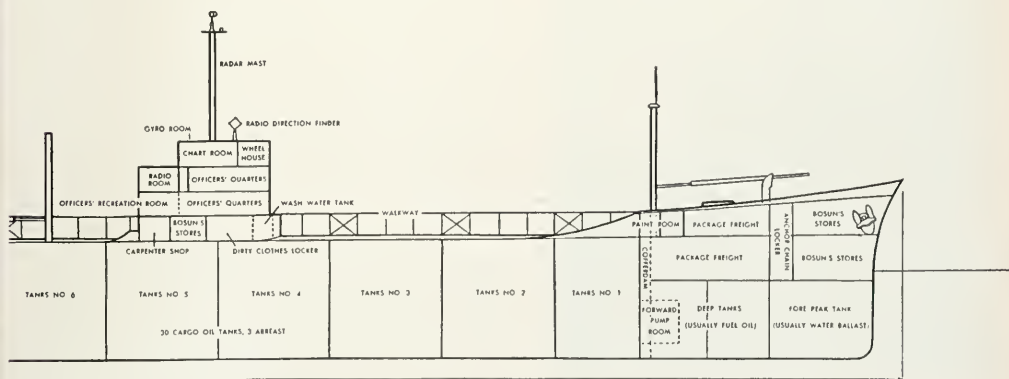 RADAR MAST
GYRO ROOM
RADIO DIRECTION FINDER
CHART ROOM
WHEEL
HOUSE
RADIO
ROOM
OFFICERS' QUARTERS
OFFICERS' RECREATION ROOM
OFFICERS' QUARTERS
WASH WATER TANK
BOSUN'S
STORES
WALKWAY
PAINT ROOM
PACKAGE FREIGHT
ANCHOR CHAIN
LOCKER
BOSUN'S
STORES
CARPENTER SHOP
DIRTY CLOTHES LOCKER
COFFERDAM
PACKAGE FREIGHT
BOSUN'S STORES
TANKS NO 6
TANKS NO 5
TANKS NO 4
TANKS NO 3
TANKS NO 2
TANKS NO 1
FORWARD
PUMP
ROOM
DEEP TANKS
(USUALLY FUEL OIL)
FORE PEAK TANK
(USUALLY WATER BALLAST)
30 CARGO OIL TANKS, 3 ABREAST